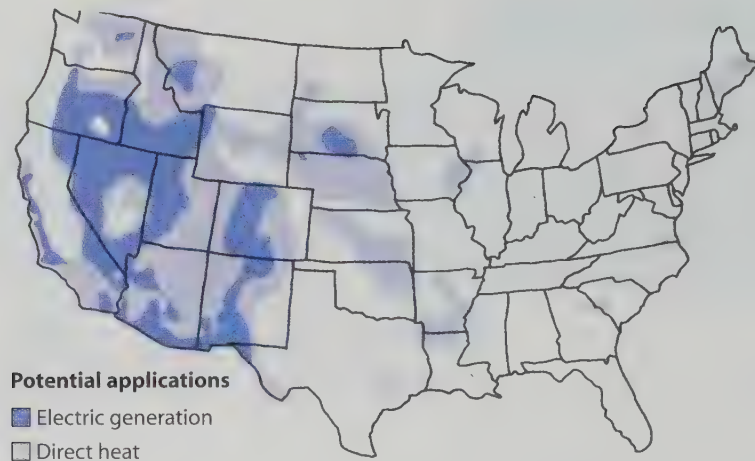 Potential applications
Electric generation
Direct heat